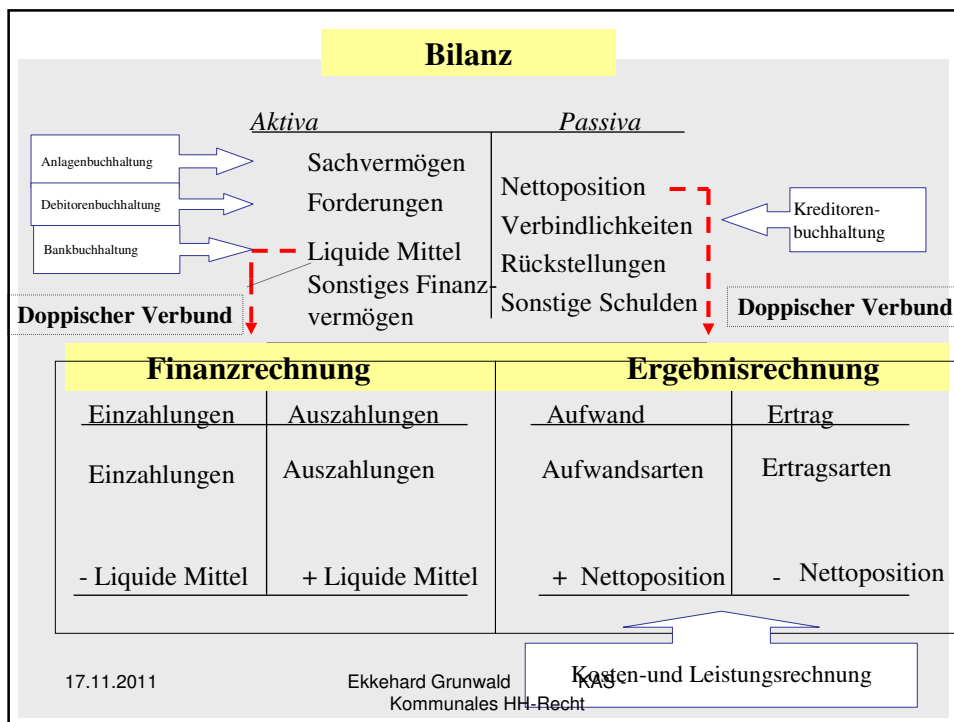 Bilanz
Aktiva
Passiva
Anlagenbuchhaltung
Debitorenbuchhaltung
Bankbuchhaltung
Sachvermögen
Forderungen
Liquide Mittel
Sonstiges Finanz-
vermögen
Nettoposition
Verbindlichkeiten
Rückstellungen
Sonstige Schulden
Kreditoren-
buchhaltung
Doppischer Verbund
Doppischer Verbund
Finanzrechnung
Ergebnisrechnung
Einzahlungen
Auszahlungen
Aufwand
Ertrag
Einzahlungen
Auszahlungen
Aufwandsarten
Ertragsarten
- Liquide Mittel
+ Liquide Mittel
+ Nettoposition
- Nettoposition
Kosten-und Leistungsrechnung
17.11.2011
Ekkehard Grunwald KAS -
Kommunales HH-Recht